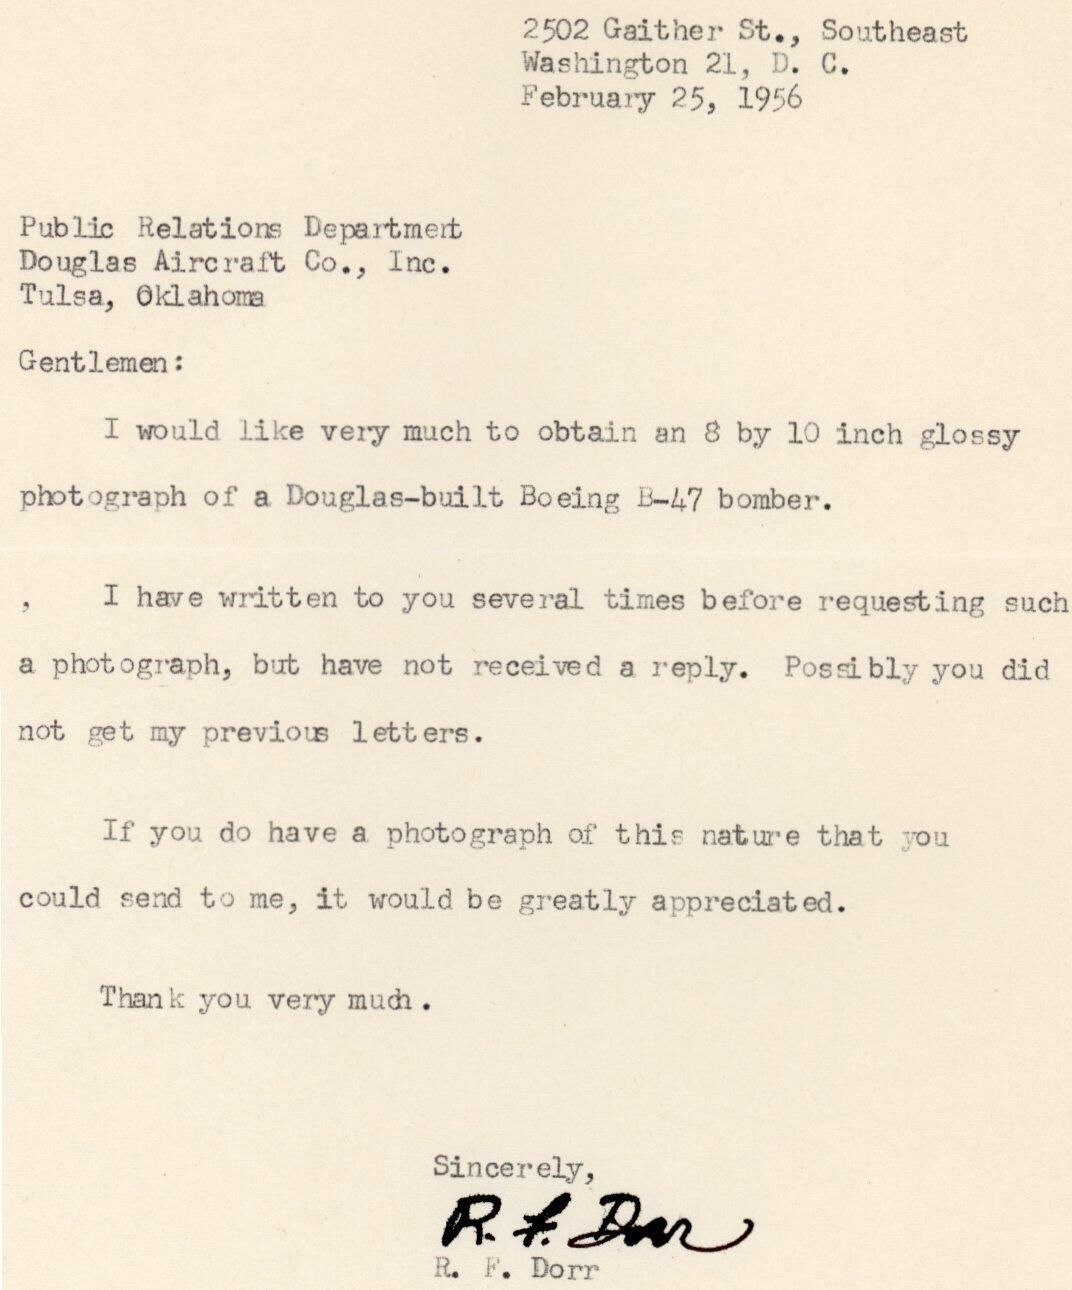 2502 Gaither St., Southeast
Washington 21, D. C.
February 25, 1956
Public Relations Department
Douglas Aircraft Co., Inc.
Tulsa, Oklahoma
Gentlemen:
I would like very much to obtain an 8 by 10 inch glossy
photograph of a Douglas-built Boeing B-47 bomber.
, I have written to you several times before requesting such
a photograph, but have not received a reply. Possibly you did
not get my previous letters.
If you do have a photograph of this nature that you
could send to me, it would be greatly appreciated.
Thank you very much.
Sincerely,
R. F. Dorr
R. F. Dorr